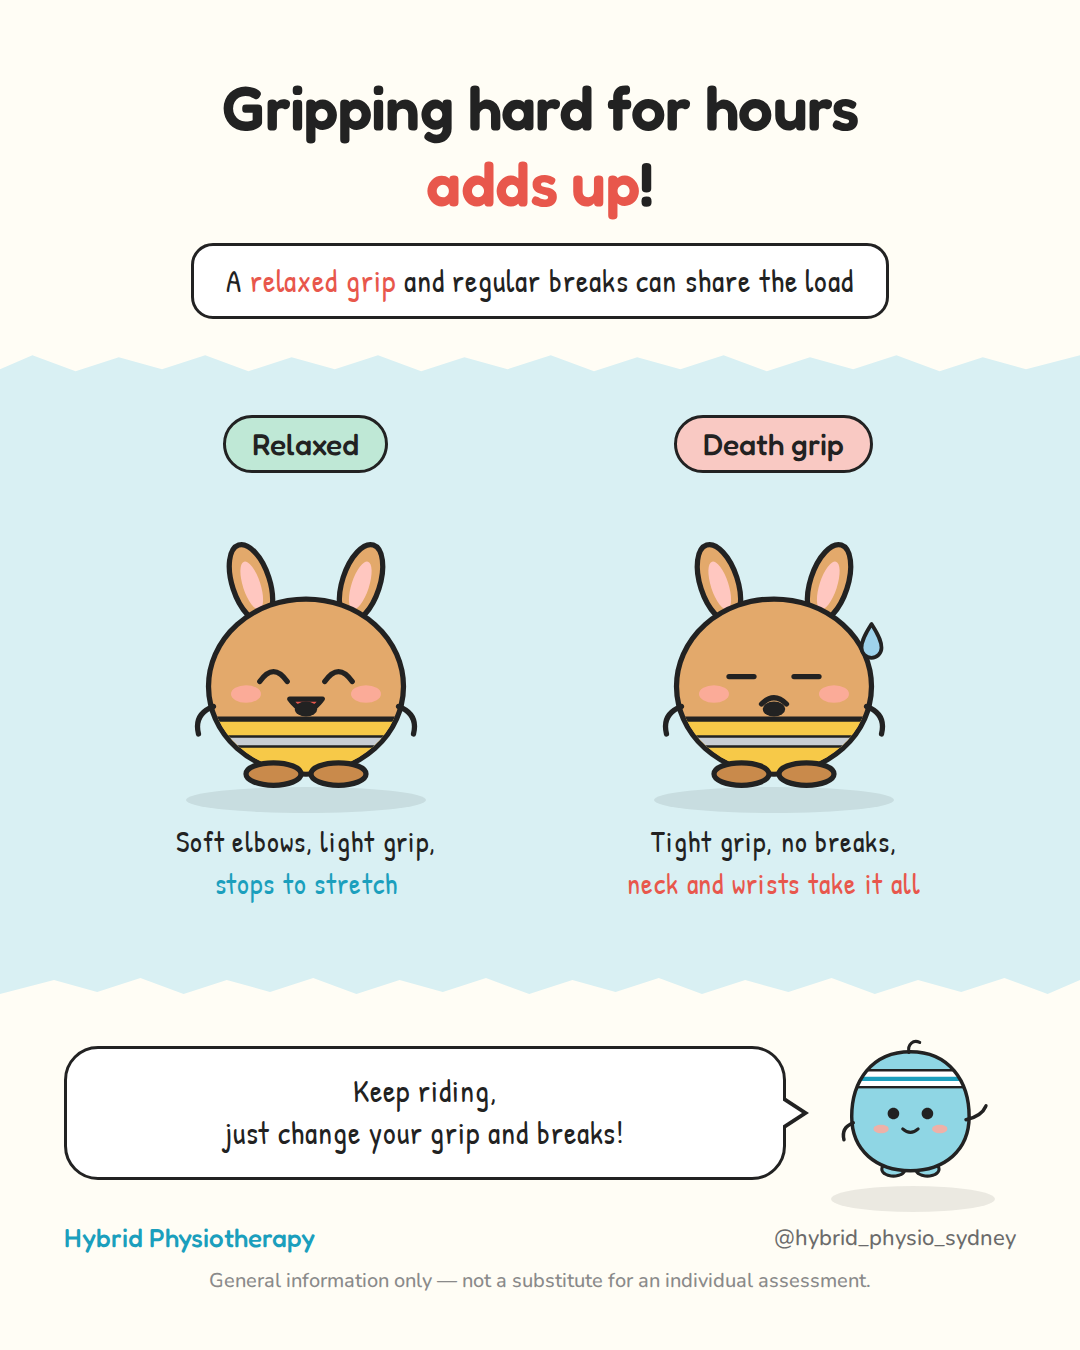 Gripping hard for hours
adds up!
A relaxed grip and regular breaks can share the load
Relaxed
Death grip
Soft elbows, light grip,
stops to stretch
Tight grip, no breaks,
neck and wrists take it all
Keep riding,
just change your grip and breaks!
Hybrid Physiotherapy
@hybrid_physio_sydney
General information only — not a substitute for an individual assessment.